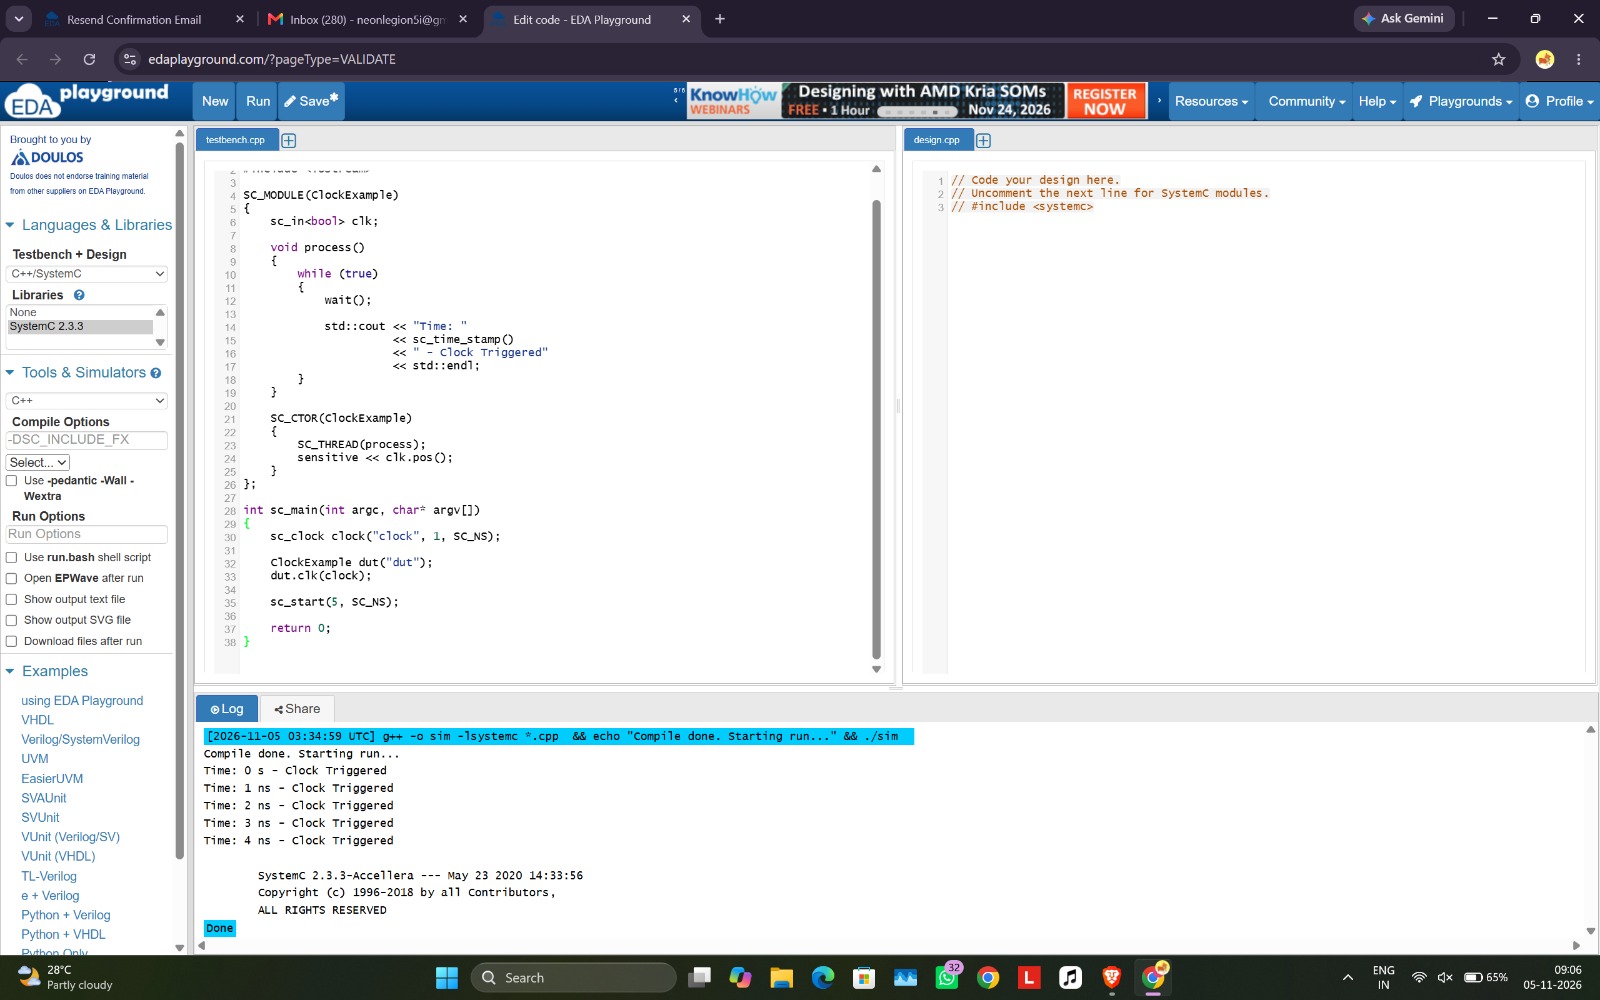 Resend Confirmation Email
Inbox (280) - neonlegion5i@gm
Edit code - EDA Playground
Ask Gemini
edaplayground.com/?pageType=VALIDATE
EDA playground
New
Run
Save*
KnowHow WEBINARS
Designing with AMD Kria SOMs
FREE • 1 Hour
Nov 24, 2026
REGISTER NOW
Resources
Community
Help
Playgrounds
Profile
Brought to you by
DOULOS
Doulos does not endorse training material
from other suppliers on EDA Playground.
Languages & Libraries
Testbench + Design
C++/SystemC
Libraries
None
SystemC 2.3.3
Tools & Simulators
C++
Compile Options
-DSC_INCLUDE_FX
Select...
Use -pedantic -Wall -
Wextra
Run Options
Run Options
Use run.bash shell script
Open EPWave after run
Show output text file
Show output SVG file
Download files after run
Examples
using EDA Playground
VHDL
Verilog/SystemVerilog
UVM
EasierUVM
SVAUnit
SVUnit
VUnit (Verilog/SV)
VUnit (VHDL)
TL-Verilog
e + Verilog
Python + Verilog
Python + VHDL
Python Only
testbench.cpp
3
4 SC_MODULE(ClockExample)
5 {
6 sc_in<bool> clk;
7
8 void process()
9 {
10 while (true)
11 {
12 wait();
13
14 std::cout << "Time: "
15 << sc_time_stamp()
16 << " - Clock Triggered"
17 << std::endl;
18 }
19 }
20
21 SC_CTOR(ClockExample)
22 {
23 SC_THREAD(process);
24 sensitive << clk.pos();
25 }
26 };
27
28 int sc_main(int argc, char* argv[])
29 {
30 sc_clock clock("clock", 1, SC_NS);
31
32 ClockExample dut("dut");
33 dut.clk(clock);
34
35 sc_start(5, SC_NS);
36
37 return 0;
38 }
design.cpp
1 // Code your design here.
2 // Uncomment the next line for SystemC modules.
3 // #include <systemc>
Log
Share
[2026-11-05 03:34:59 UTC] g++ -o sim -lsystemc *.cpp && echo "Compile done. Starting run..." && ./sim
Compile done. Starting run...
Time: 0 s - Clock Triggered
Time: 1 ns - Clock Triggered
Time: 2 ns - Clock Triggered
Time: 3 ns - Clock Triggered
Time: 4 ns - Clock Triggered
SystemC 2.3.3-Accellera --- May 23 2020 14:33:56
Copyright (c) 1996-2018 by all Contributors,
ALL RIGHTS RESERVED
Done
28°C
Partly cloudy
Search
32
L
ENG
IN
65%
09:06
05-11-2026